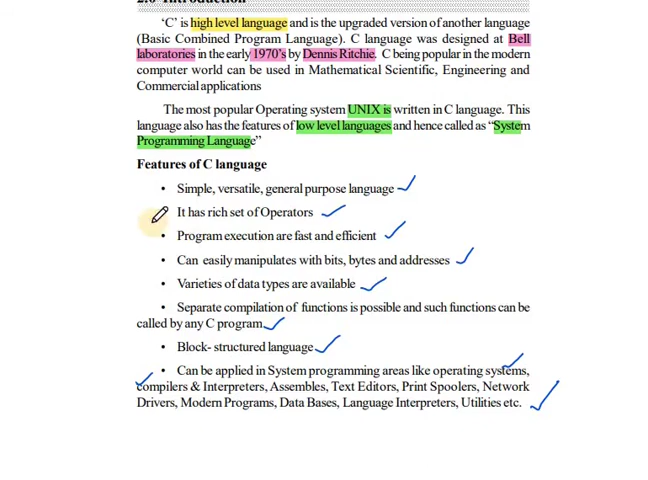 2.0 Introduction
‘C’ is high level language and is the upgraded version of another language
(Basic Combined Program Language). C language was designed at Bell
laboratories in the early 1970’s by Dennis Ritchie. C being popular in the modern
computer world can be used in Mathematical Scientific, Engineering and
Commercial applications
The most popular Operating system UNIX is written in C language. This
language also has the features of low level languages and hence called as “System
Programming Language”
Features of C language
• Simple, versatile, general purpose language
It has rich set of Operators
• Program execution are fast and efficient
• Can easily manipulates with bits, bytes and addresses
• Varieties of data types are available
• Separate compilation of functions is possible and such functions can be
called by any C program
• Block- structured language
• Can be applied in System programming areas like operating systems,
compilers & Interpreters, Assembles, Text Editors, Print Spoolers, Network
Drivers, Modern Programs, Data Bases, Language Interpreters, Utilities etc.